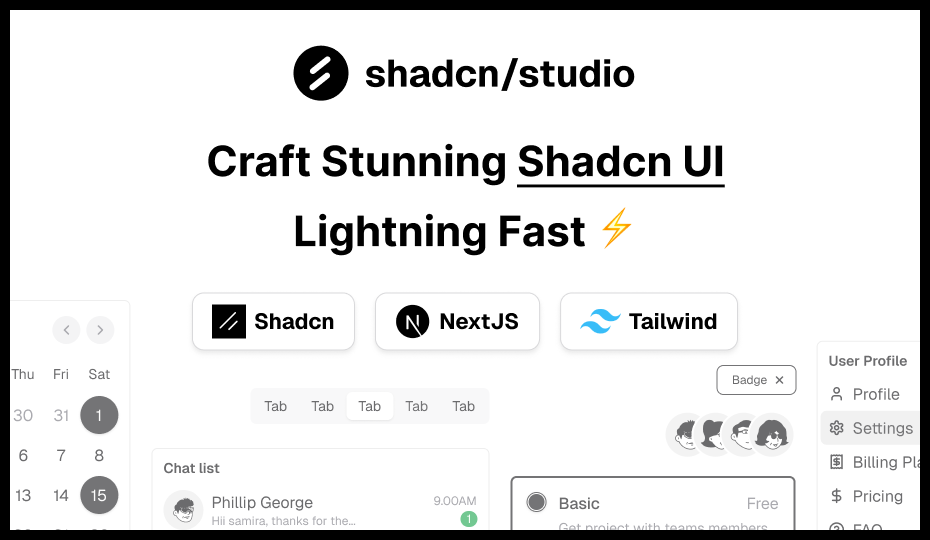 shadcn/studio
Craft Stunning Shadcn UI
Lightning Fast
Shadcn
NextJS
Tailwind
Thu Fri Sat
30 31 1
6 7 8
13 14 15
Tab Tab Tab Tab Tab
Chat list
Phillip George 9.00AM
Hii samira, thanks for the... 1
Badge
Basic Free
Get project with teams members
User Profile
Profile
Settings
Billing Pla
Pricing
FAQ